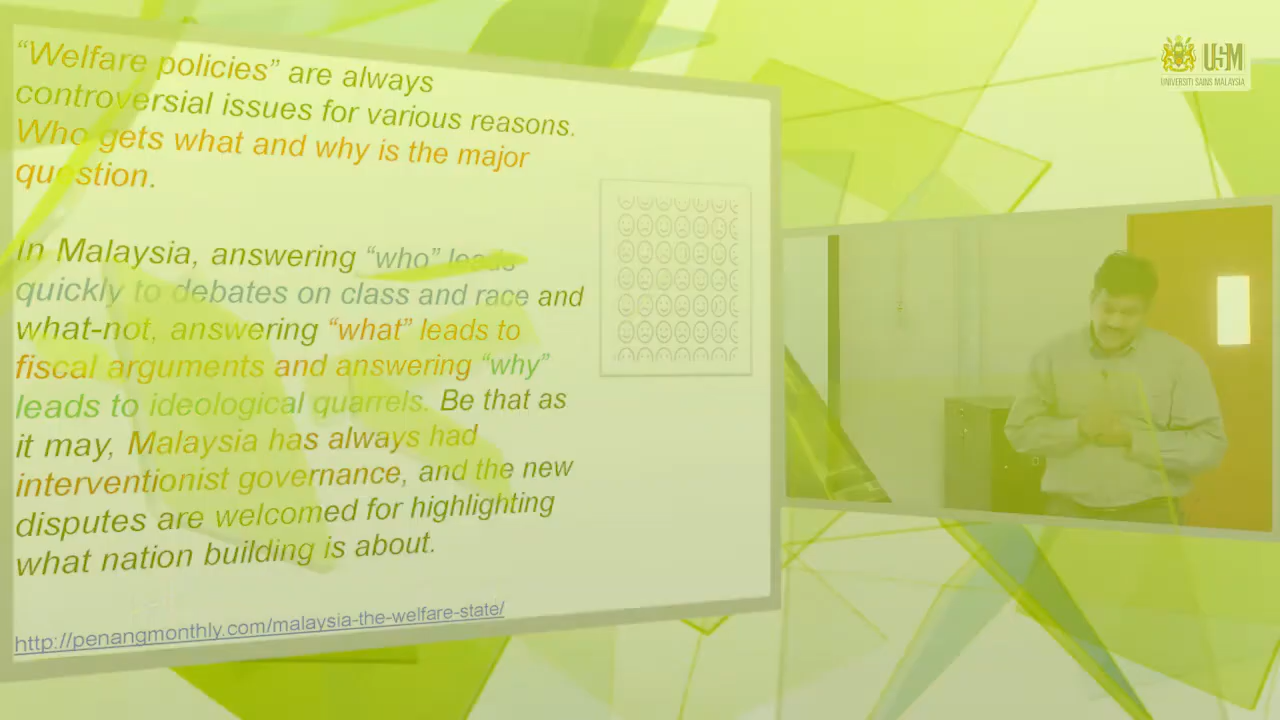 “Welfare policies” are always
controversial issues for various reasons.
Who gets what and why is the major
question.
In Malaysia, answering “who” leads
quickly to debates on class and race and
what-not, answering “what” leads to
fiscal arguments and answering “why”
leads to ideological quarrels. Be that as
it may, Malaysia has always had
interventionist governance, and the new
disputes are welcomed for highlighting
what nation building is about.
http://penangmonthly.com/malaysia-the-welfare-state/
USM
UNIVERSITI SAINS MALAYSIA